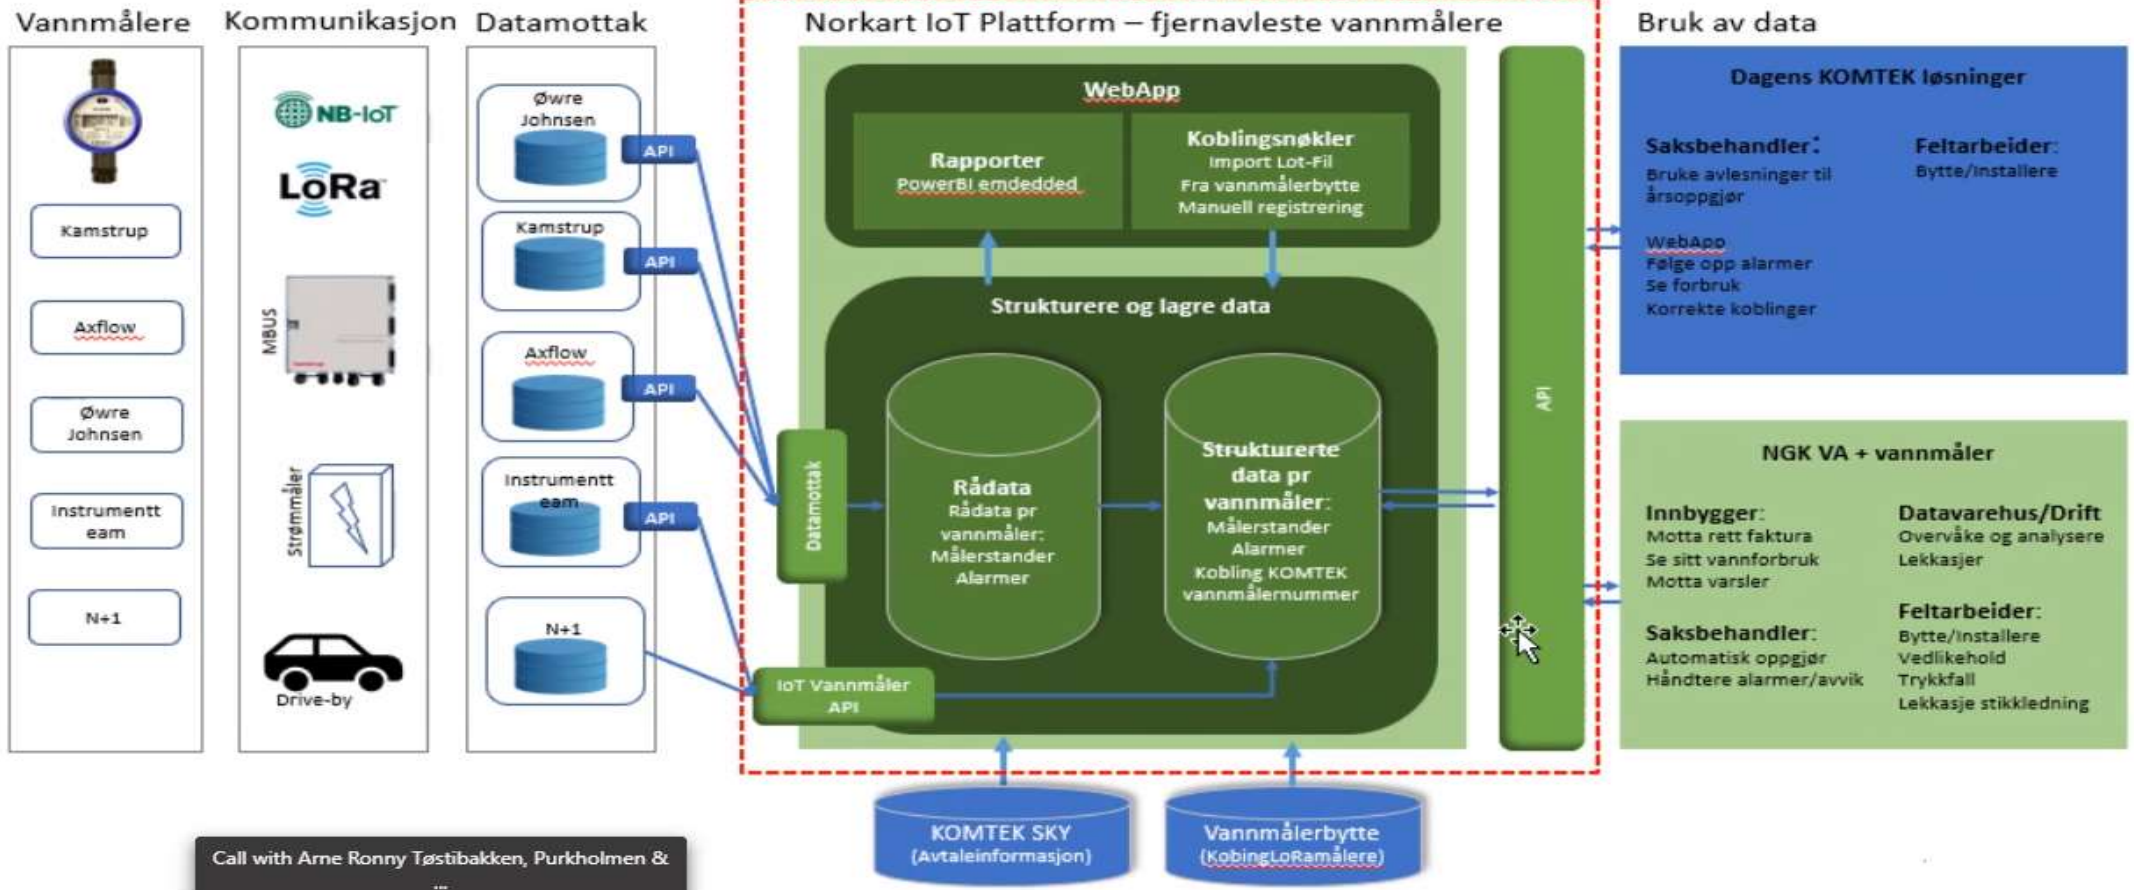 Vannmålere
Kamstrup
Axflow
Øwre
Johnsen
Instrumentt
eam
N+1
Kommunikasjon
NB-IoT
LoRa
MBUS
Strømmåler
Drive-by
Datamottak
Øwre
Johnsen
API
Kamstrup
API
Axflow
API
Instrumentt
eam
API
N+1
Norkart IoT Plattform – fjernavleste vannmålere
WebApp
Rapporter
PowerBI emdedded
Koblingsnøkler
Import Lot-Fil
Fra vannmålerbytte
Manuell registrering
Strukturere og lagre data
Datamottak
Rådata
Rådata pr
vannmåler:
Målerstander
Alarmer
Strukturerte
data pr
vannmåler:
Målerstander
Alarmer
Kobling KOMTEK
vannmålernummer
IoT Vannmåler
API
API
KOMTEK SKY
(Avtaleinformasjon)
Vannmålerbytte
(KobingLoRamålere)
Bruk av data
Dagens KOMTEK løsninger
Saksbehandler:
Bruke avlesninger til
årsoppgjør
WebApp
Følge opp alarmer
Se forbruk
Korrekte koblinger
Feltarbeider:
Bytte/Installere
NGK VA + vannmåler
Innbygger:
Motta rett faktura
Se sitt vannforbruk
Motta varsler
Saksbehandler:
Automatisk oppgjør
Håndtere alarmer/avvik
Datavarehus/Drift
Overvåke og analysere
Lekkasjer
Feltarbeider:
Bytte/Installere
Vedlikehold
Trykkfall
Lekkasje stikkledning
Call with Arne Ronny Tøstibakken, Purkholmen &